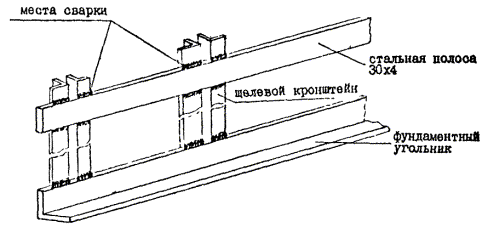 места сварки
стальная полоса
30х4
щелевой кронштейн
фундаментный
угольник